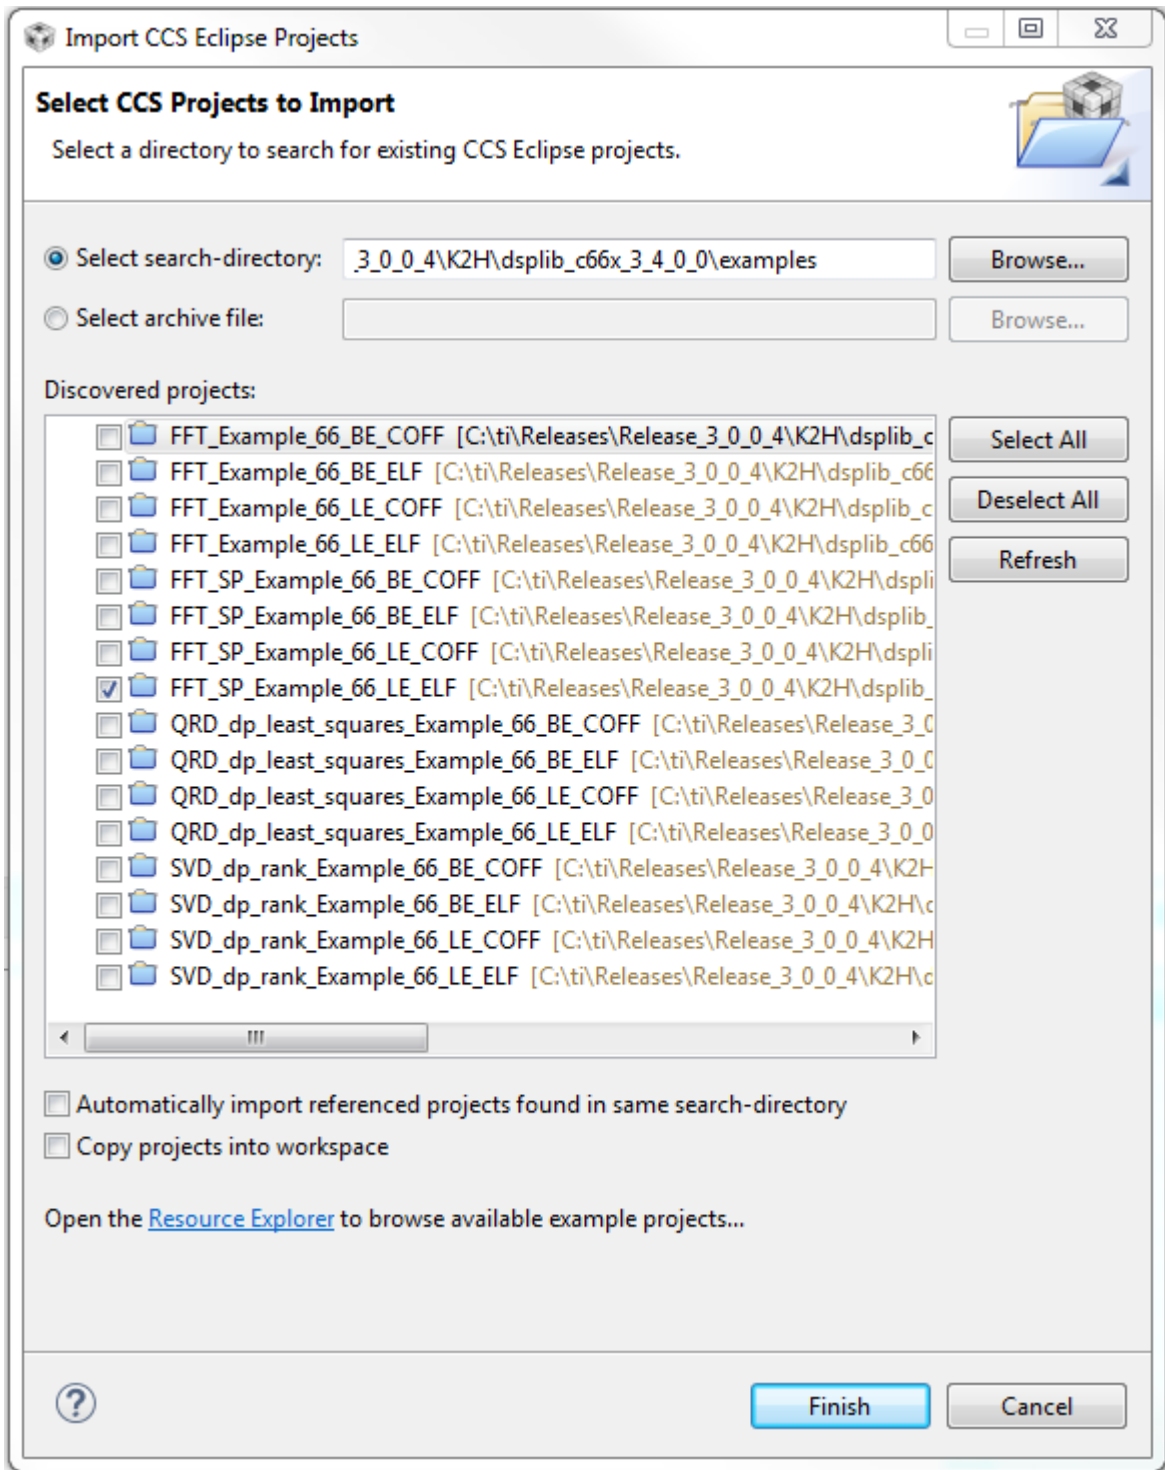 Import CCS Eclipse Projects
Select CCS Projects to Import
Select a directory to search for existing CCS Eclipse projects.
Select search-directory: _3_0_0_4\K2H\dsplib_c66x_3_4_0_0\examples Browse...
Select archive file: Browse...
Discovered projects:
FFT_Example_66_BE_COFF [C:\ti\Releases\Release_3_0_0_4\K2H\dsplib_c
FFT_Example_66_BE_ELF [C:\ti\Releases\Release_3_0_0_4\K2H\dsplib_c66
FFT_Example_66_LE_COFF [C:\ti\Releases\Release_3_0_0_4\K2H\dsplib_c
FFT_Example_66_LE_ELF [C:\ti\Releases\Release_3_0_0_4\K2H\dsplib_c66
FFT_SP_Example_66_BE_COFF [C:\ti\Releases\Release_3_0_0_4\K2H\dspli
FFT_SP_Example_66_BE_ELF [C:\ti\Releases\Release_3_0_0_4\K2H\dsplib_
FFT_SP_Example_66_LE_COFF [C:\ti\Releases\Release_3_0_0_4\K2H\dspli
FFT_SP_Example_66_LE_ELF [C:\ti\Releases\Release_3_0_0_4\K2H\dsplib_
QRD_dp_least_squares_Example_66_BE_COFF [C:\ti\Releases\Release_3_0
QRD_dp_least_squares_Example_66_BE_ELF [C:\ti\Releases\Release_3_0_0
QRD_dp_least_squares_Example_66_LE_COFF [C:\ti\Releases\Release_3_0
QRD_dp_least_squares_Example_66_LE_ELF [C:\ti\Releases\Release_3_0_0
SVD_dp_rank_Example_66_BE_COFF [C:\ti\Releases\Release_3_0_0_4\K2H
SVD_dp_rank_Example_66_BE_ELF [C:\ti\Releases\Release_3_0_0_4\K2H\d
SVD_dp_rank_Example_66_LE_COFF [C:\ti\Releases\Release_3_0_0_4\K2H
SVD_dp_rank_Example_66_LE_ELF [C:\ti\Releases\Release_3_0_0_4\K2H\d
Select All
Deselect All
Refresh
Automatically import referenced projects found in same search-directory
Copy projects into workspace
Open the Resource Explorer to browse available example projects...
Finish Cancel